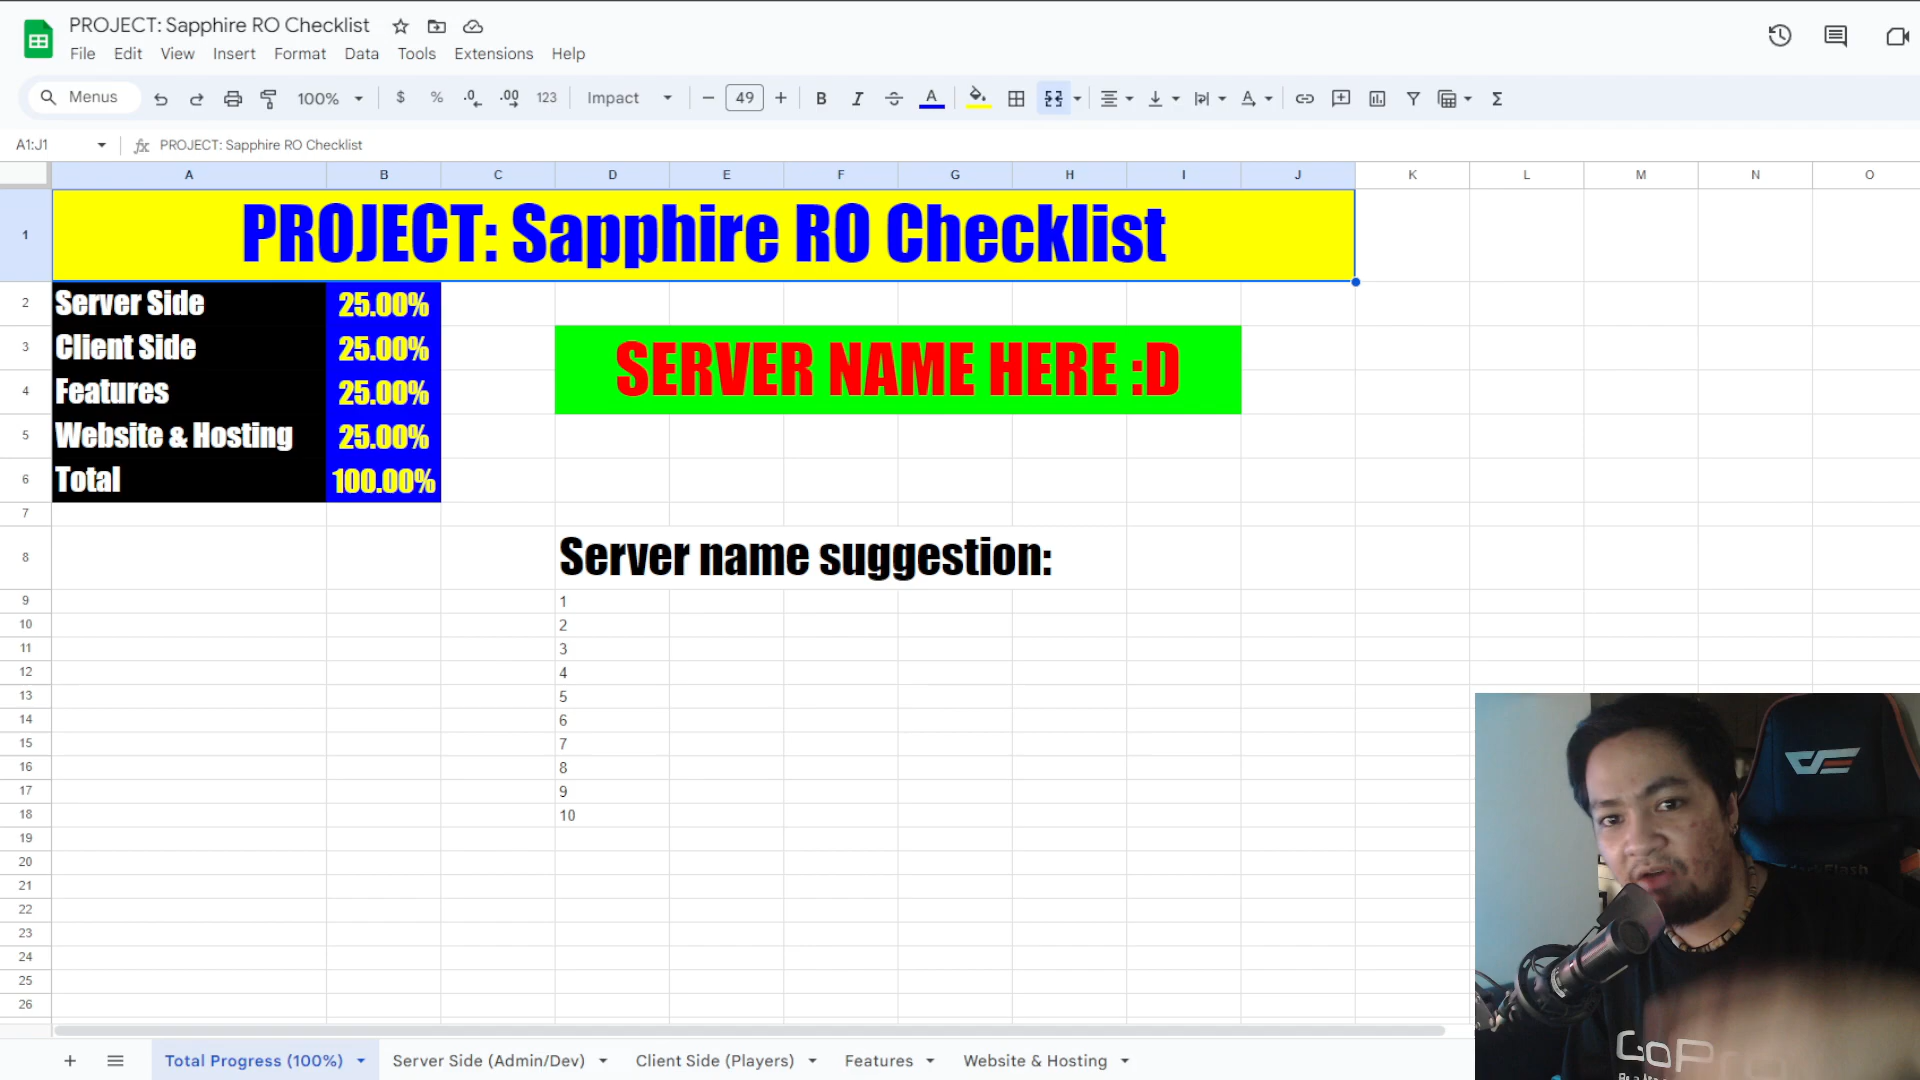 PROJECT: Sapphire RO Checklist
File Edit View Insert Format Data Tools Extensions Help
Menus 100% $ % .0 .00 123 Impact 49 B I A A
A1:J1 fx PROJECT: Sapphire RO Checklist
A B C D E F G H I J K L M N O
1 PROJECT: Sapphire RO Checklist
2 Server Side 25.00%
3 Client Side 25.00%
SERVER NAME HERE :D
4 Features 25.00%
5 Website & Hosting 25.00%
6 Total 100.00%
7
8 Server name suggestion:
9 1
10 2
11 3
12 4
13 5
14 6
15 7
16 8
17 9
18 10
19
20
21
22
23
24
25
26
GoPro
Total Progress (100%) Server Side (Admin/Dev) Client Side (Players) Features Website & Hosting